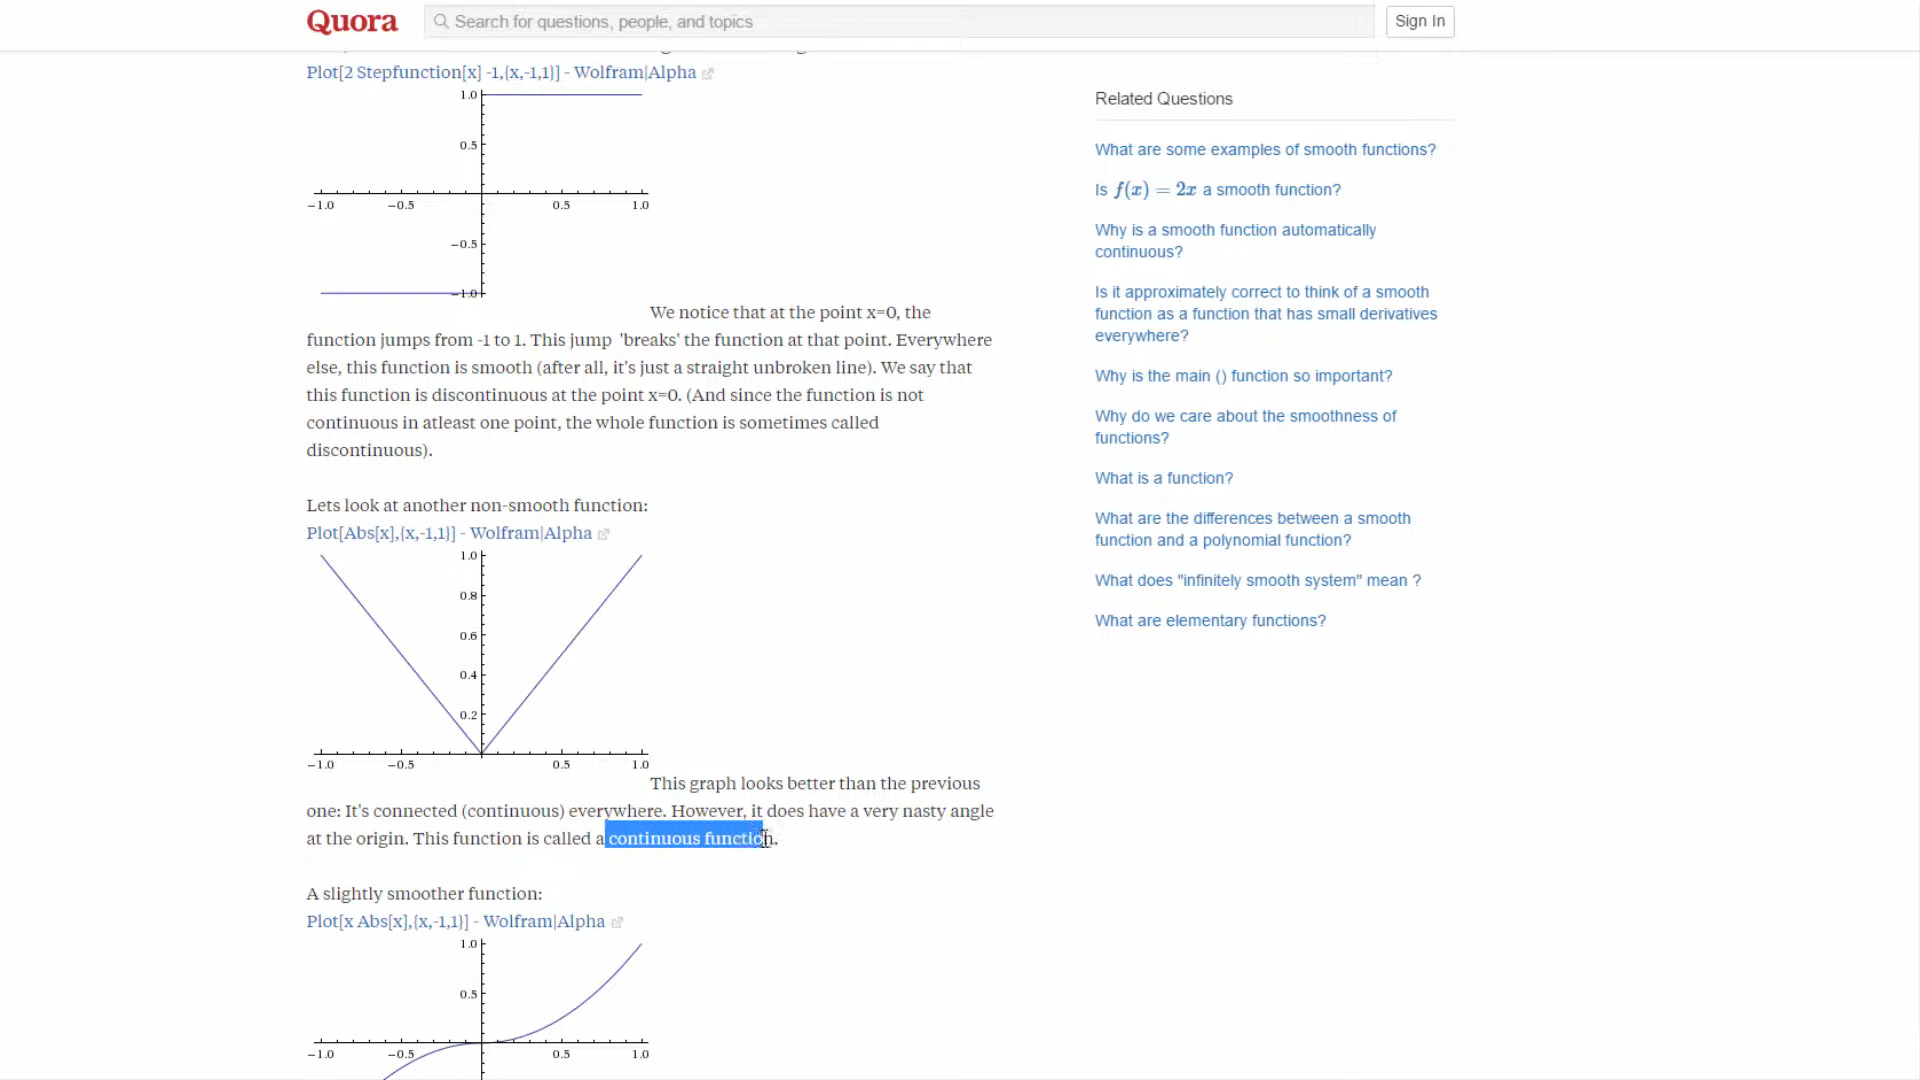 Quora
Search for questions, people, and topics
Sign In
Plot[2 Stepfunction[x] -1,{x,-1,1}] - Wolfram|Alpha
1.0
0.5
−1.0
−0.5
0.5
1.0
−0.5
−1.0
We notice that at the point x=0, the
function jumps from -1 to 1. This jump 'breaks' the function at that point. Everywhere
else, this function is smooth (after all, it's just a straight unbroken line). We say that
this function is discontinuous at the point x=0. (And since the function is not
continuous in atleast one point, the whole function is sometimes called
discontinuous).
Lets look at another non-smooth function:
Plot[Abs[x],{x,-1,1}] - Wolfram|Alpha
1.0
0.8
0.6
0.4
0.2
−1.0
−0.5
0.5
1.0
This graph looks better than the previous
one: It's connected (continuous) everywhere. However, it does have a very nasty angle
at the origin. This function is called a continuous function.
A slightly smoother function:
Plot[x Abs[x],{x,-1,1}] - Wolfram|Alpha
1.0
0.5
−1.0
−0.5
0.5
1.0
Related Questions
What are some examples of smooth functions?
Is f(x) = 2x a smooth function?
Why is a smooth function automatically
continuous?
Is it approximately correct to think of a smooth
function as a function that has small derivatives
everywhere?
Why is the main () function so important?
Why do we care about the smoothness of
functions?
What is a function?
What are the differences between a smooth
function and a polynomial function?
What does "infinitely smooth system" mean ?
What are elementary functions?